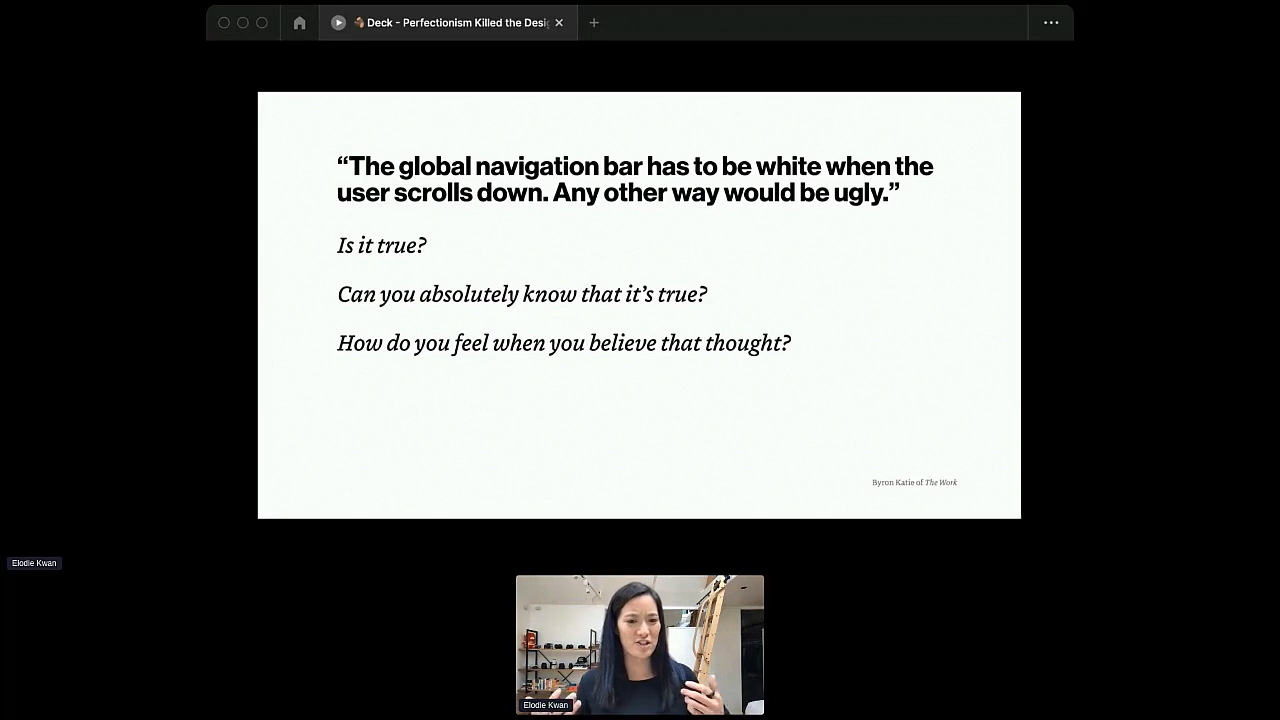 Deck - Perfectionism Killed the Desi
“The global navigation bar has to be white when the
user scrolls down. Any other way would be ugly.”
Is it true?
Can you absolutely know that it’s true?
How do you feel when you believe that thought?
Byron Katie of The Work
Elodie Kwan
Elodie Kwan